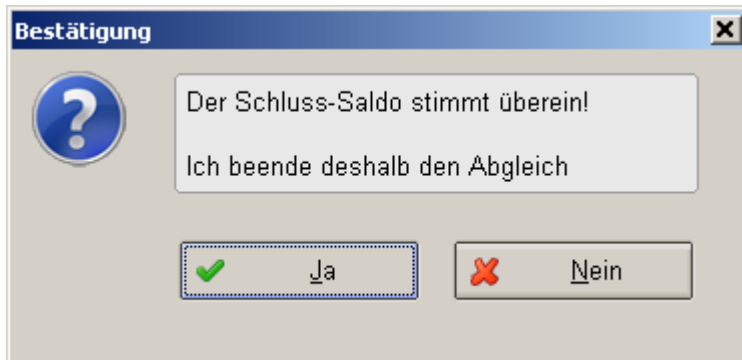 Bestätigung
Der Schluss-Saldo stimmt überein!
Ich beende deshalb den Abgleich
Ja
Nein